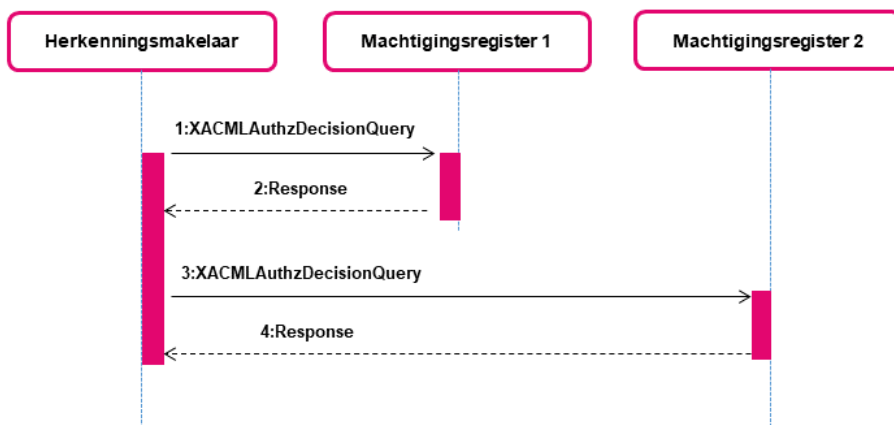 Herkenningsmakelaar
Machtigingsregister 1
Machtigingsregister 2
1:XACMLAuthzDecisionQuery
2:Response
3:XACMLAuthzDecisionQuery
4:Response